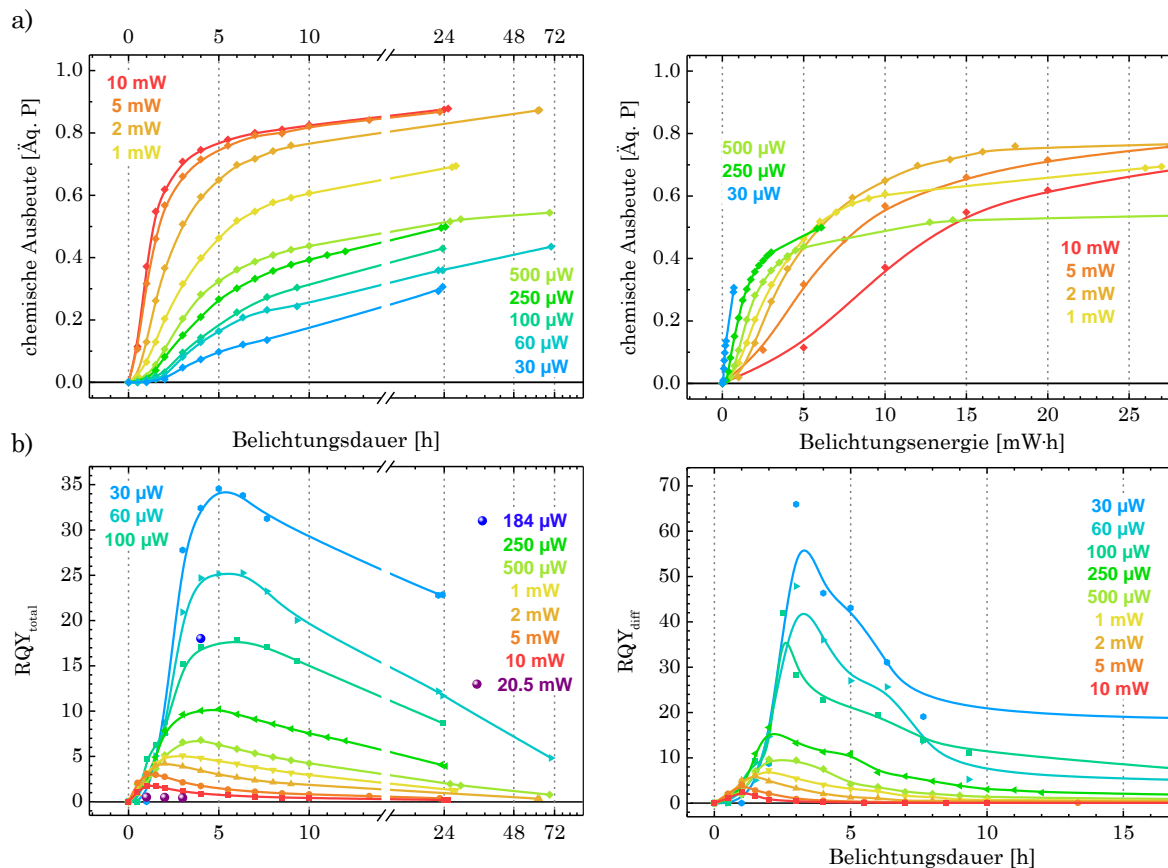 a)
0 5 10 24 48 72
1.0
0.8
0.6
0.4
0.2
0.0
chemische Ausbeute [Äq. P]
10 mW
5 mW
2 mW
1 mW
500 µW
250 µW
100 µW
60 µW
30 µW
Belichtungsdauer [h]
1.0
0.8
0.6
0.4
0.2
0.0
chemische Ausbeute [Äq. P]
500 µW
250 µW
30 µW
10 mW
5 mW
2 mW
1 mW
0 5 10 15 20 25
Belichtungsenergie [mW·h]
b)
35
30
25
20
15
10
5
0
RQY total
30 µW
60 µW
100 µW
184 µW
250 µW
500 µW
1 mW
2 mW
5 mW
10 mW
20.5 mW
0 5 10 24 48 72
70
60
50
40
30
20
10
0
RQY diff
30 µW
60 µW
100 µW
250 µW
500 µW
1 mW
2 mW
5 mW
10 mW
0 5 10 15
Belichtungsdauer [h]